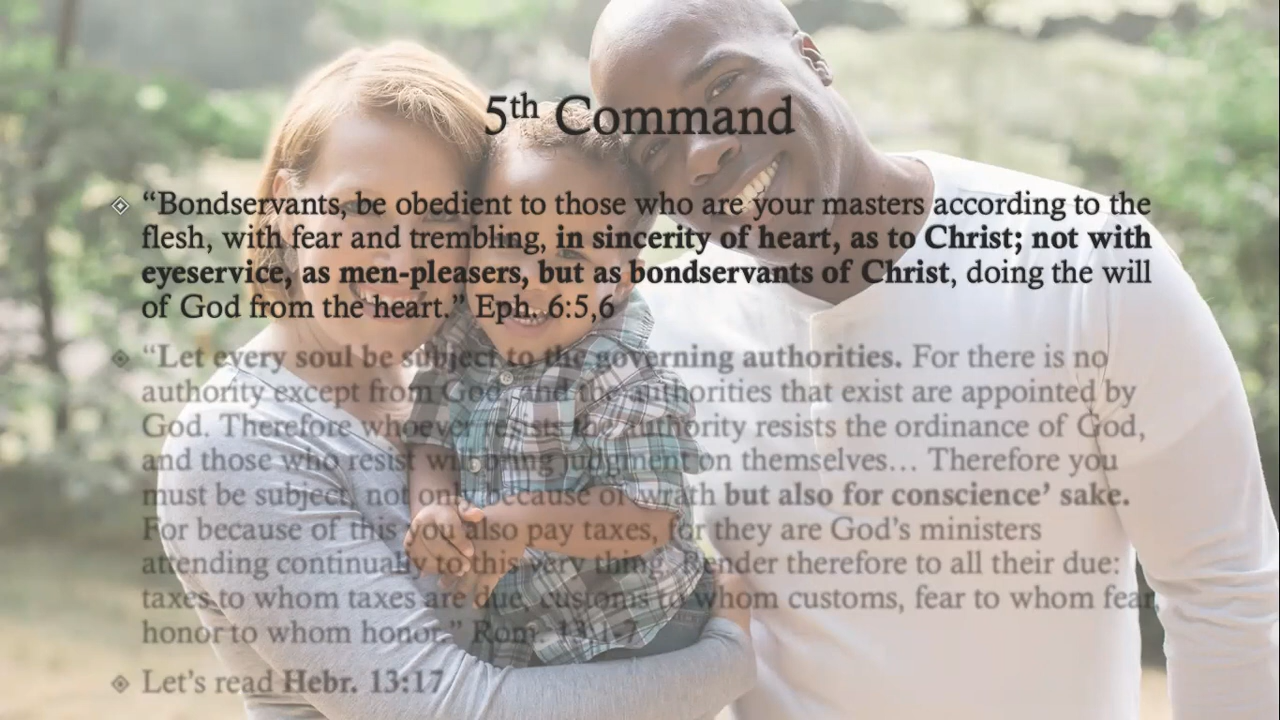 5th Command
“Bondservants, be obedient to those who are your masters according to the
flesh, with fear and trembling, in sincerity of heart, as to Christ; not with
eyeservice, as men-pleasers, but as bondservants of Christ, doing the will
of God from the heart.” Eph. 6:5,6
“Let every soul be subject to the governing authorities. For there is no
authority except from God, and the authorities that exist are appointed by
God. Therefore whoever resists the authority resists the ordinance of God,
and those who resist will bring judgment on themselves... Therefore you
must be subject, not only because of wrath but also for conscience’ sake.
For because of this you also pay taxes, for they are God’s ministers
attending continually to this very thing. Render therefore to all their due:
taxes to whom taxes are due, customs to whom customs, fear to whom fear,
honor to whom honor.” Rom. 13:1-7
Let’s read Hebr. 13:17